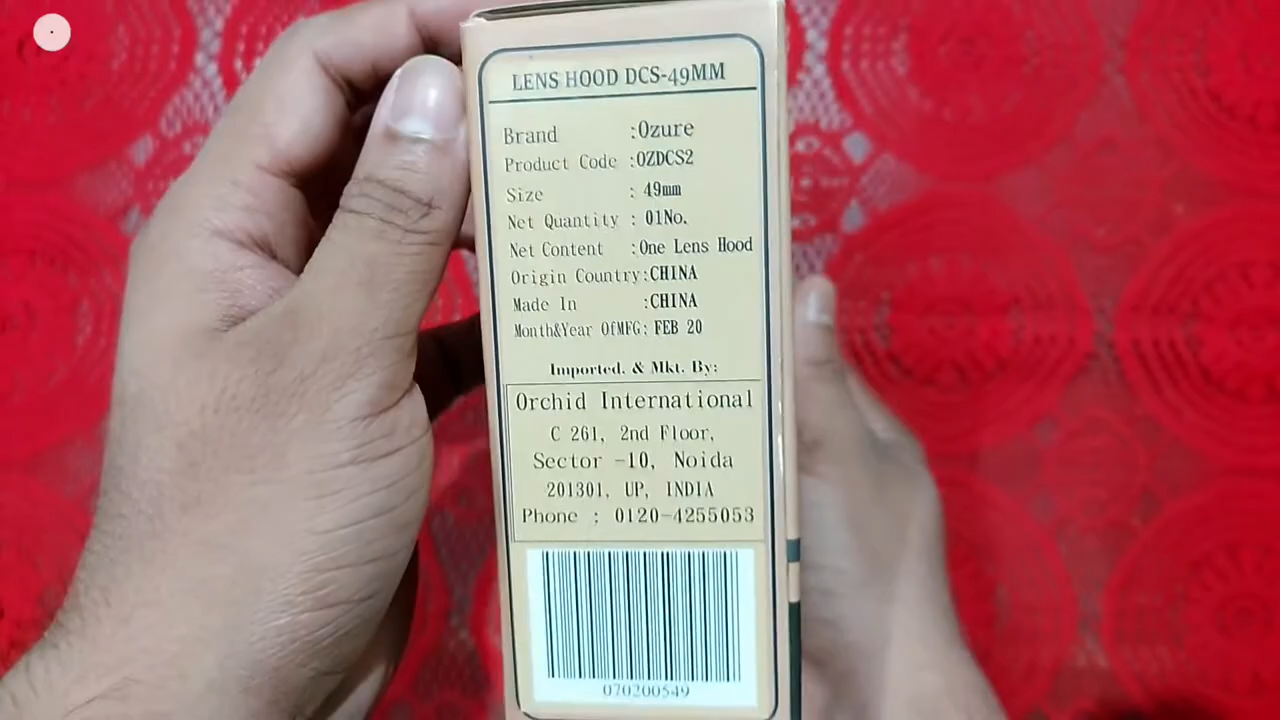 LENS HOOD DCS-49MM
Brand :Ozure
Product Code :OZDCS2
Size : 49mm
Net Quantity : 01No.
Net Content :One Lens Hood
Origin Country:CHINA
Made In :CHINA
Month&Year OfMFG: FEB 20
Imported. & Mkt. By:
Orchid International
C 261, 2nd Floor,
Sector -10, Noida
201301, UP, INDIA
Phone : 0120-4255053
070200549